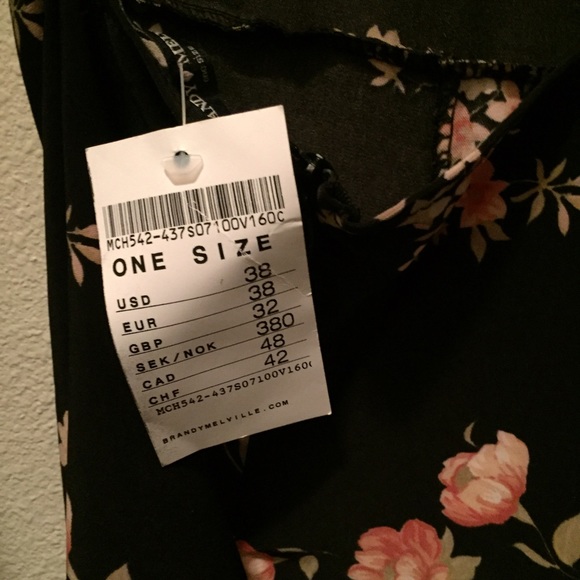 MCH542-437S07100V160C
ONE SIZE
USD 38
EUR 38
GBP 32
SEK/NOK 380
CAD 48
CHF 42
MCH542-437S07100V160C
BRANDYMELVILLE.COM